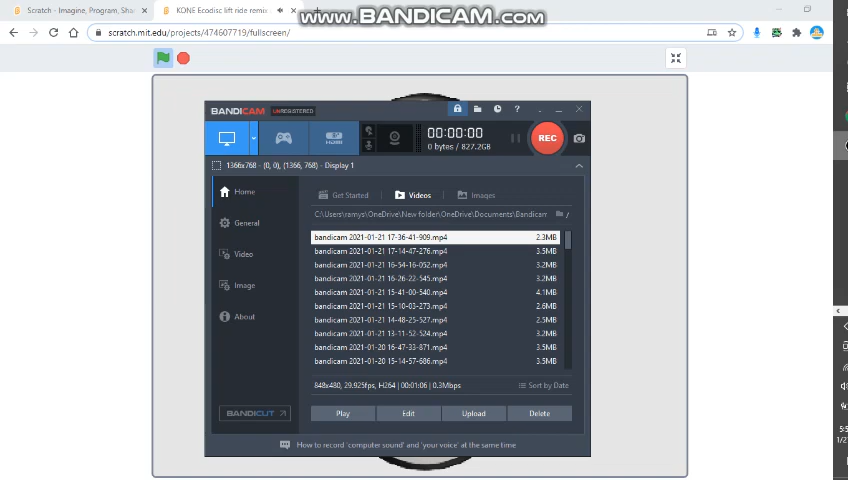 Scratch - Imagine, Program, Sha
KONE Ecodisc lift ride remix
www.BANDICAM.com
scratch.mit.edu/projects/474607719/fullscreen/
BANDICAM UNREGISTERED
HDMI
00:00:00
0 bytes / 827.2GB
REC
1366x768 - (0, 0), (1366, 768) - Display 1
Home
General
Video
Image
About
BANDICUT
Get Started
Videos
Images
C:\Users\ramys\OneDrive\New folder\OneDrive\Documents\Bandicam
bandicam 2021-01-21 17-36-41-909.mp4 2.3MB
bandicam 2021-01-21 17-14-47-276.mp4 3.5MB
bandicam 2021-01-21 16-54-16-052.mp4 3.2MB
bandicam 2021-01-21 16-26-22-545.mp4 3.2MB
bandicam 2021-01-21 15-41-00-540.mp4 4.1MB
bandicam 2021-01-21 15-10-03-273.mp4 2.6MB
bandicam 2021-01-21 14-48-25-527.mp4 2.5MB
bandicam 2021-01-21 13-11-52-524.mp4 3.2MB
bandicam 2021-01-20 16-47-33-871.mp4 3.5MB
bandicam 2021-01-20 15-14-57-686.mp4 3.5MB
848x480, 29.925fps, H264 | 00:01:06 | 0.3Mbps
Sort by Date
Play
Edit
Upload
Delete
How to record 'computer sound' and 'your voice' at the same time